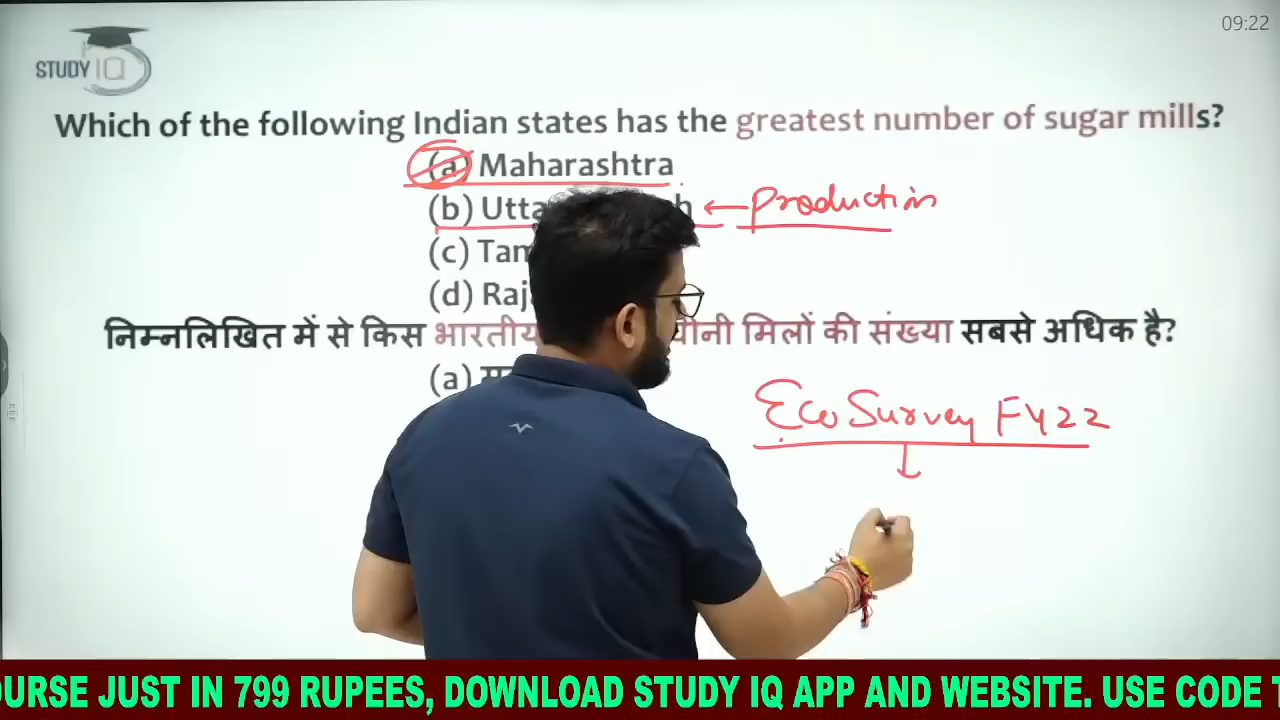 09:22
STUDY IQ
Which of the following Indian states has the greatest number of sugar mills?
(a) Maharashtra
(b) Utta h ← Production
(c) Tam
(d) Raj
निम्नलिखित में से किस भारतीय चीनी मिलों की संख्या सबसे अधिक है?
(a)
Eco Survey FY22
OURSE JUST IN 799 RUPEES, DOWNLOAD STUDY IQ APP AND WEBSITE. USE CODE T